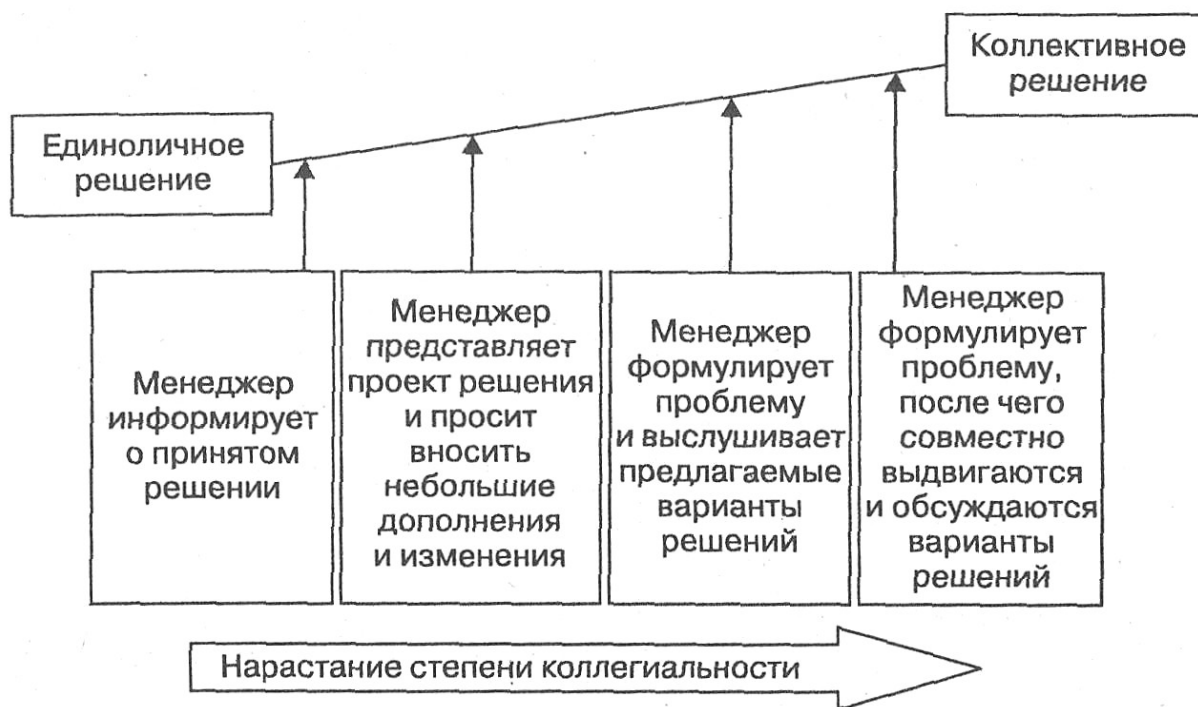 Коллективное
решение
Единоличное
решение
Менеджер
информирует
о принятом
решении
Менеджер
представляет
проект решения
и просит
вносить
небольшие
дополнения
и изменения
Менеджер
формулирует
проблему
и выслушивает
предлагаемые
варианты
решений
Менеджер
формулирует
проблему,
после чего
совместно
выдвигаются
и обсуждаются
варианты
решений
Нарастание степени коллегиальности